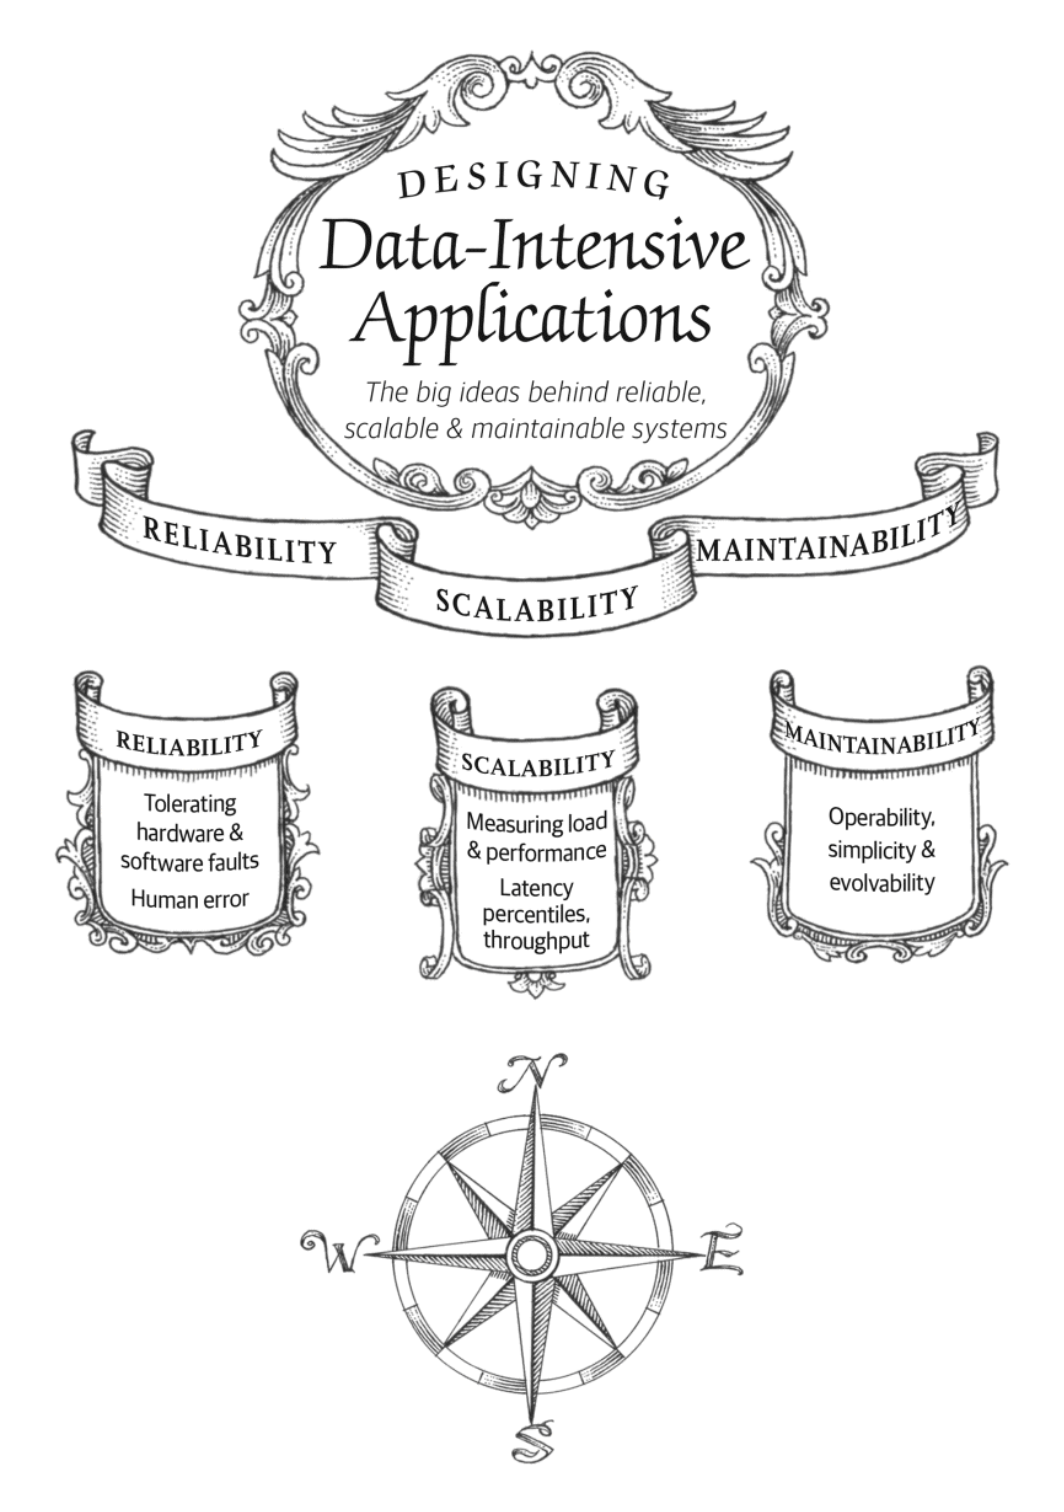 DESIGNING
Data-Intensive
Applications
The big ideas behind reliable,
scalable & maintainable systems
RELIABILITY
SCALABILITY
MAINTAINABILITY
RELIABILITY
Tolerating
hardware &
software faults
Human error
SCALABILITY
Measuring load
& performance
Latency
percentiles,
throughput
MAINTAINABILITY
Operability,
simplicity &
evolvability
N
W
E
S